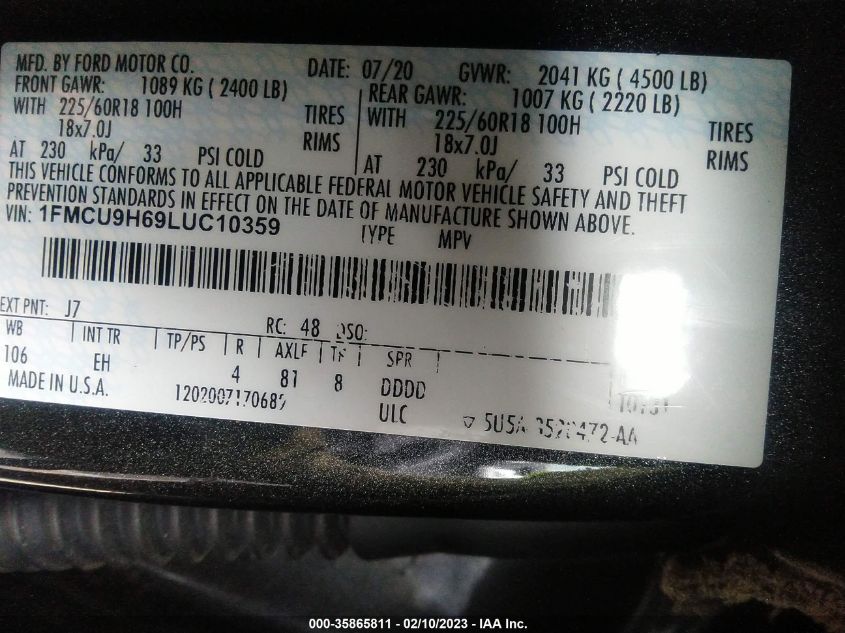 MFD. BY FORD MOTOR CO. DATE: 07/20 GVWR: 2041 KG ( 4500 LB)
FRONT GAWR: 1089 KG ( 2400 LB) REAR GAWR: 1007 KG ( 2220 LB)
WITH 225/60R18 100H TIRES WITH 225/60R18 100H TIRES
18x7.0J RIMS 18x7.0J RIMS
AT 230 kPa/ 33 PSI COLD AT 230 kPa/ 33 PSI COLD
THIS VEHICLE CONFORMS TO ALL APPLICABLE FEDERAL MOTOR VEHICLE SAFETY AND THEFT
PREVENTION STANDARDS IN EFFECT ON THE DATE OF MANUFACTURE SHOWN ABOVE.
VIN: 1FMCU9H69LUC10359 TYPE MPV
EXT PNT: J7 RC: 48 DSO:
WB INT TR TP/PS R AXLE TR SPR
106 EH 4 81 8 DDDD
MADE IN U.S.A. 1202007170689 ULC
000-35865811 - 02/10/2023 - IAA Inc.